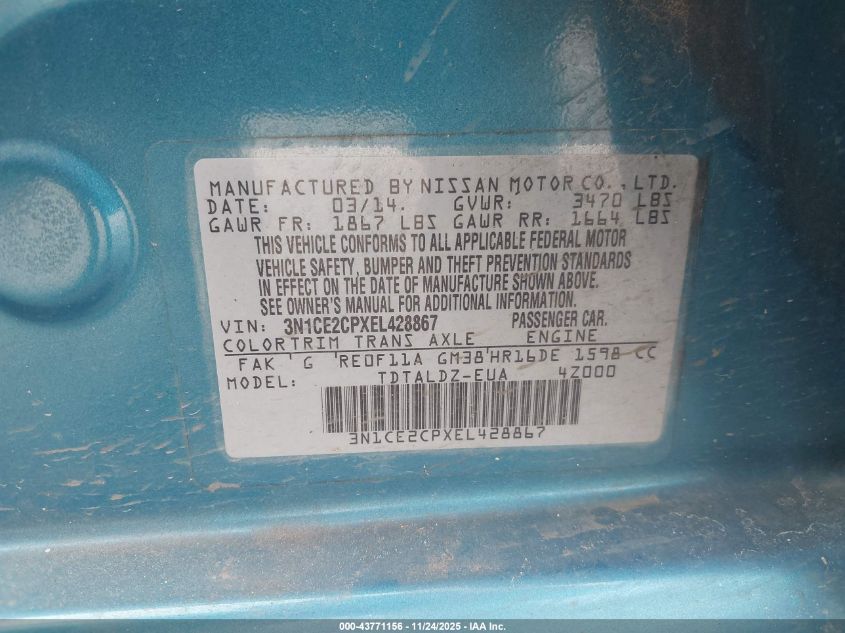 MANUFACTURED BY NISSAN MOTOR CO., LTD.
DATE: 03/14. GVWR: 3470 LBS
GAWR FR: 1867 LBS GAWR RR: 1664 LBS
THIS VEHICLE CONFORMS TO ALL APPLICABLE FEDERAL MOTOR
VEHICLE SAFETY, BUMPER AND THEFT PREVENTION STANDARDS
IN EFFECT ON THE DATE OF MANUFACTURE SHOWN ABOVE.
SEE OWNER'S MANUAL FOR ADDITIONAL INFORMATION.
VIN: 3N1CE2CPXEL428867 PASSENGER CAR.
COLOR TRIM TRANS AXLE ENGINE
FAK ' G 'RE0F11A GM38'HR16DE 1598 CC
MODEL: TDTALDZ-EUA 4Z000
3N1CE2CPXEL428867
000-43771156 - 11/24/2025 - IAA Inc.